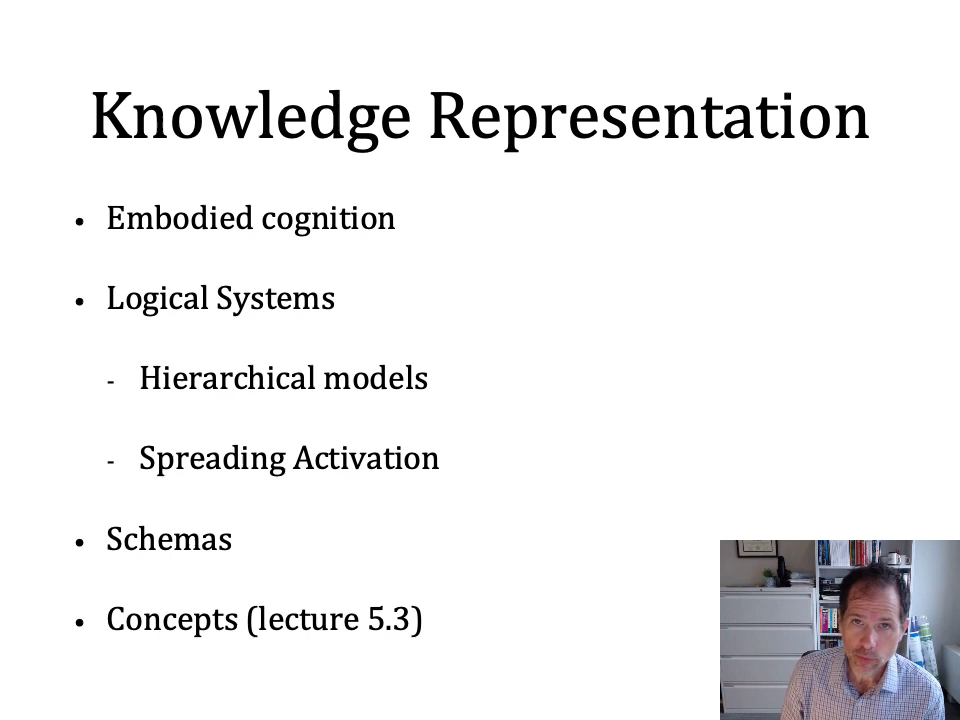 Knowledge Representation
• Embodied cognition
• Logical Systems
- Hierarchical models
- Spreading Activation
• Schemas
• Concepts (lecture 5.3)